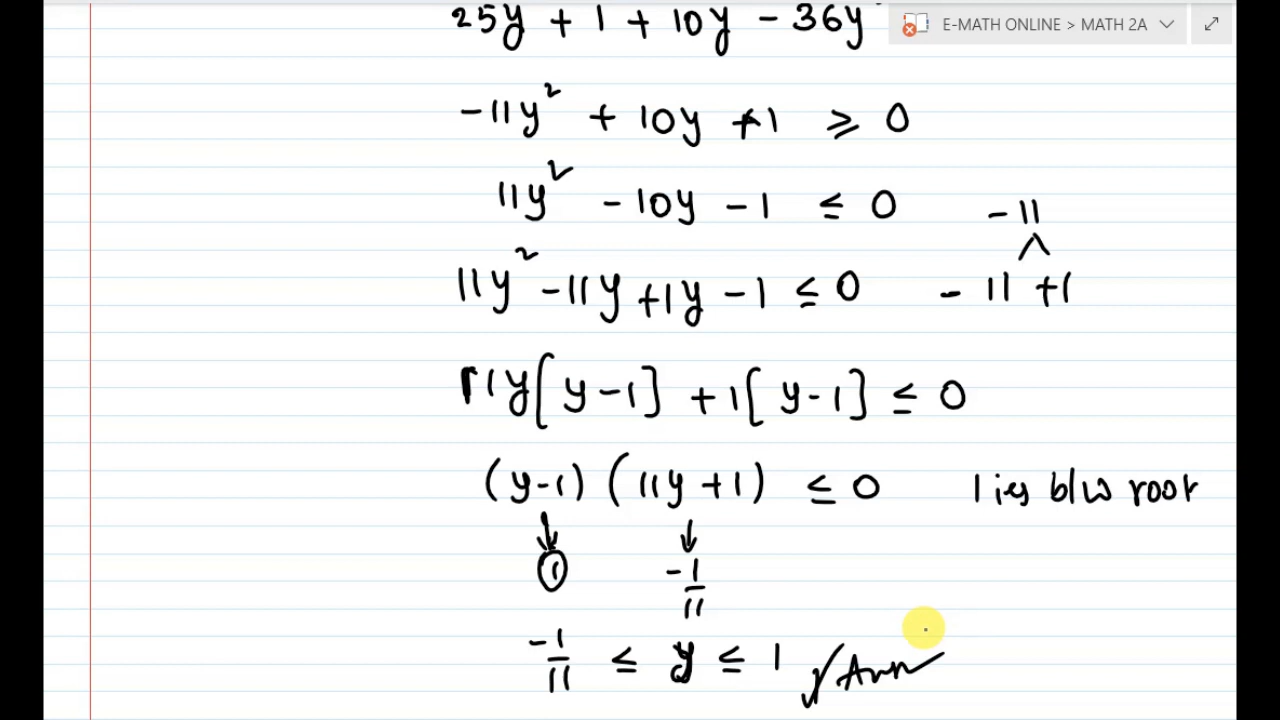 25y + 1 + 10y - 36y
E-MATH ONLINE > MATH 2A
-11y² + 10y + 1 ≥ 0
11y² - 10y - 1 ≤ 0
-11
11y² - 11y + 1y - 1 ≤ 0
- 11 +1
11y[y-1] + 1[y-1] ≤ 0
(y-1) (11y+1) ≤ 0 lies b/w root
1 -1/11
-1/11 ≤ y ≤ 1